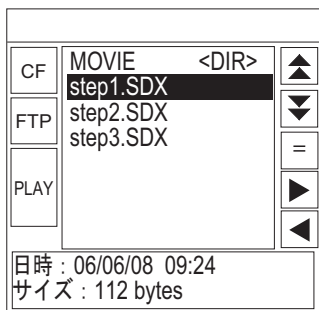 CF
FTP
PLAY
MOVIE <DIR>
step1.SDX
step2.SDX
step3.SDX
=
日時：06/06/08 09:24
サイズ：112 bytes